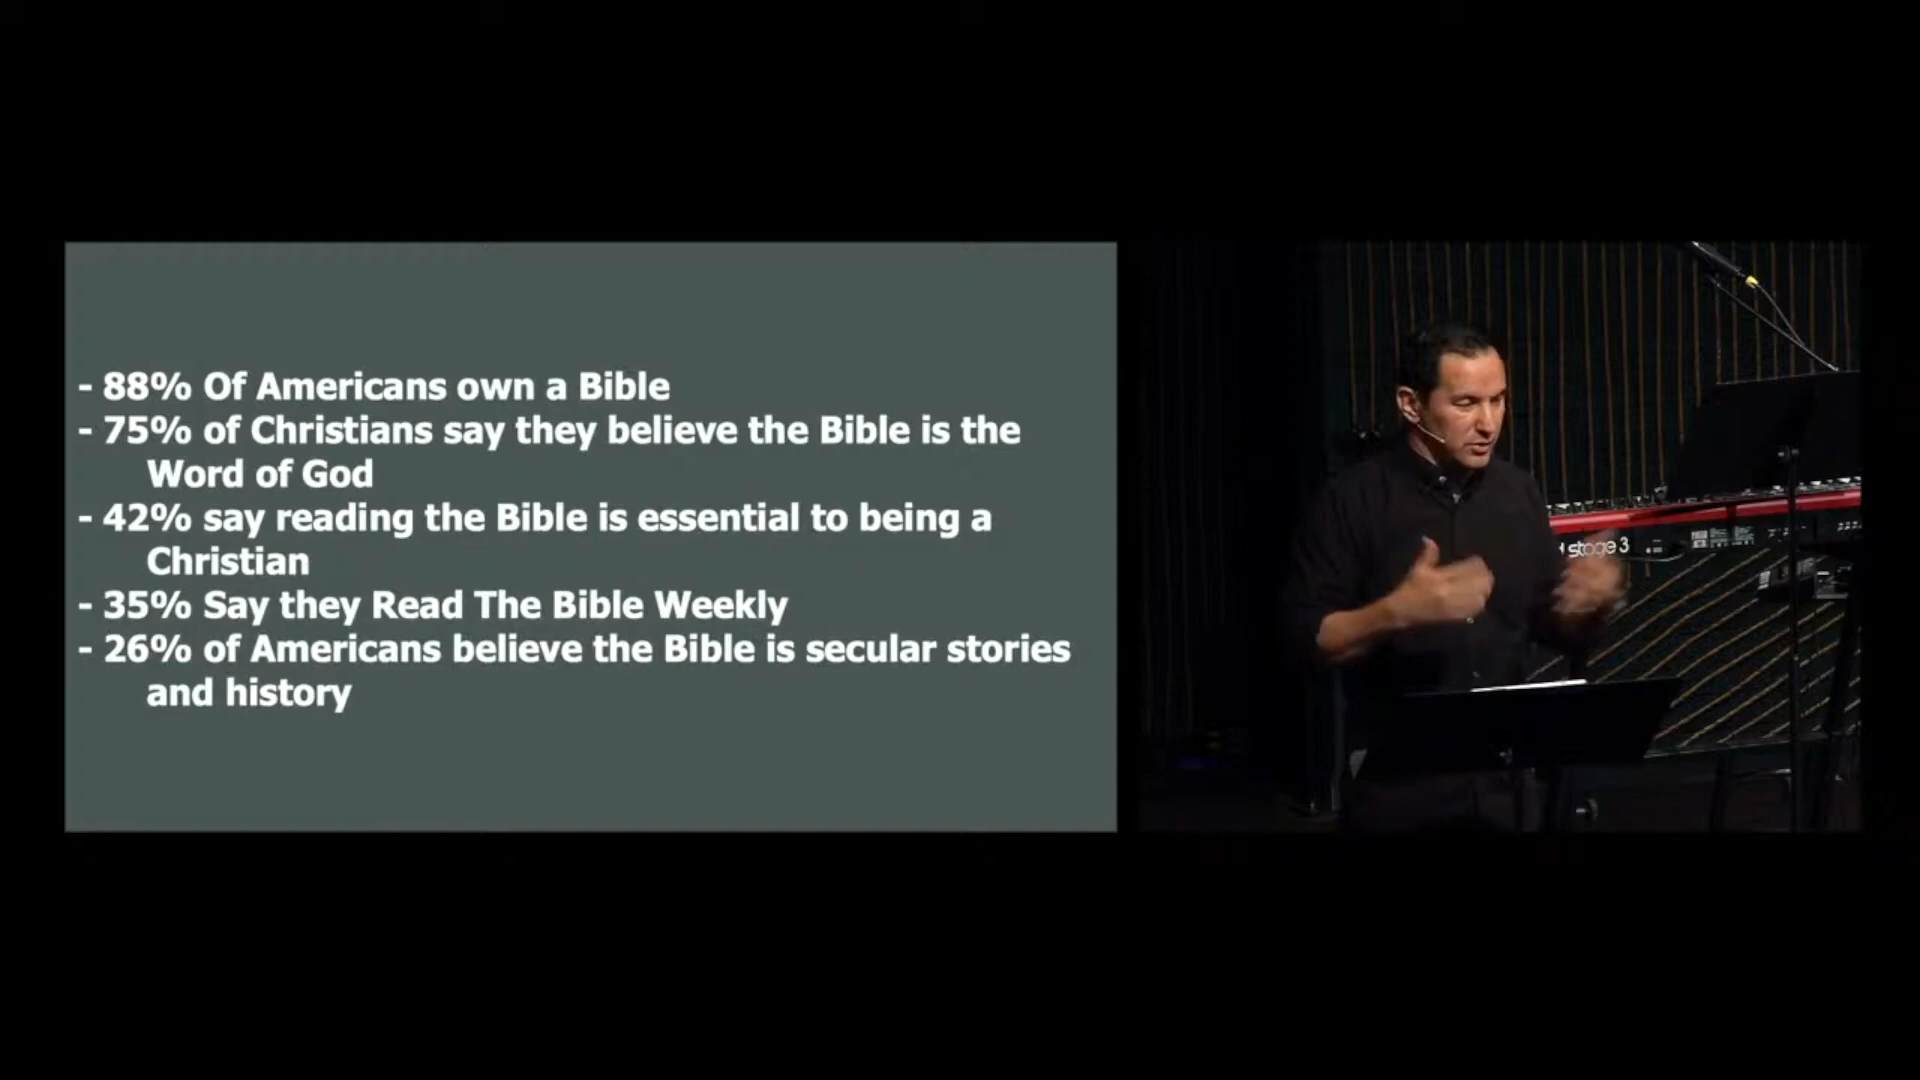 - 88% Of Americans own a Bible
- 75% of Christians say they believe the Bible is the
Word of God
- 42% say reading the Bible is essential to being a
Christian
- 35% Say they Read The Bible Weekly
- 26% of Americans believe the Bible is secular stories
and history
stage 3